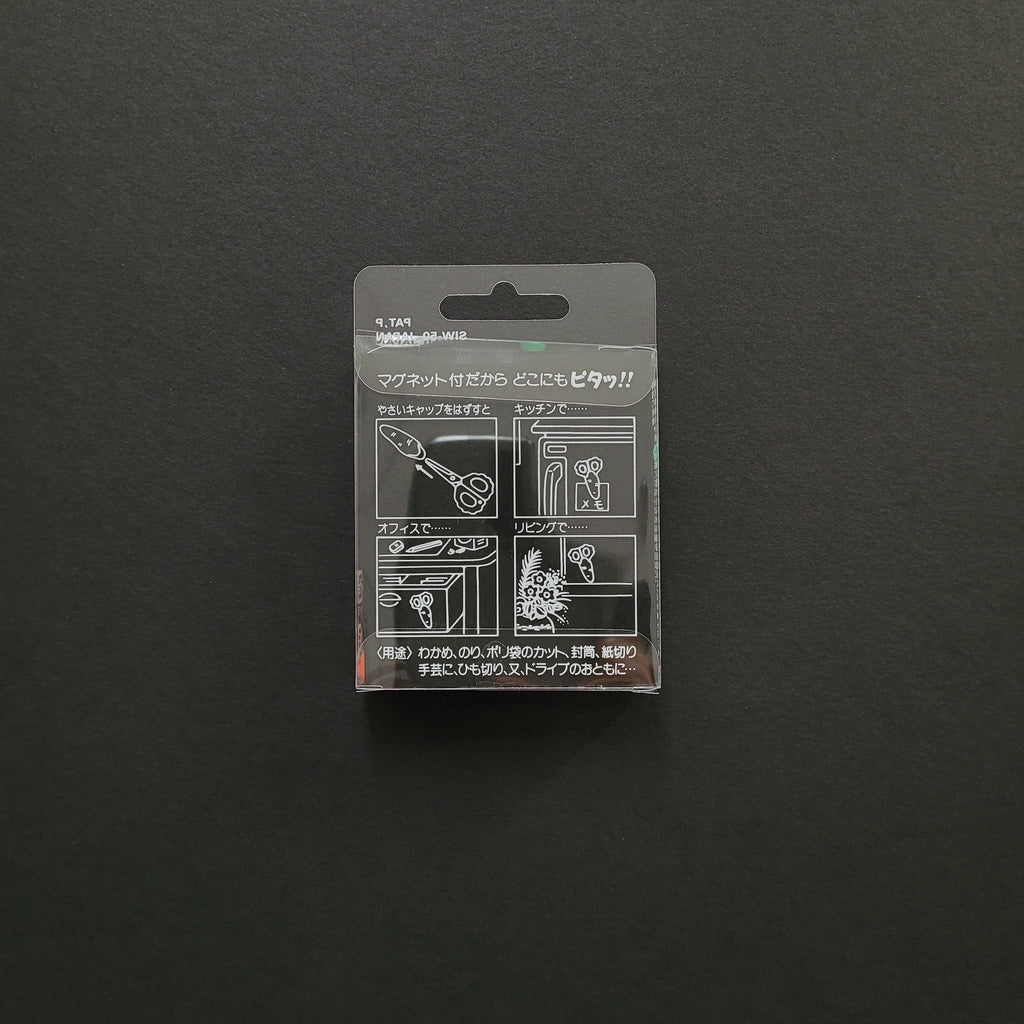 PAT.P
SIW-50 JAPAN
マグネット付だから どこにもピタッ!!
やさいキャップをはずすと
キッチンで……
メモ
オフィスで……
リビングで……
〈用途〉わかめ、のり、ポリ袋のカット、封筒、紙切り
手芸に、ひも切り、又、ドライブのおともに…